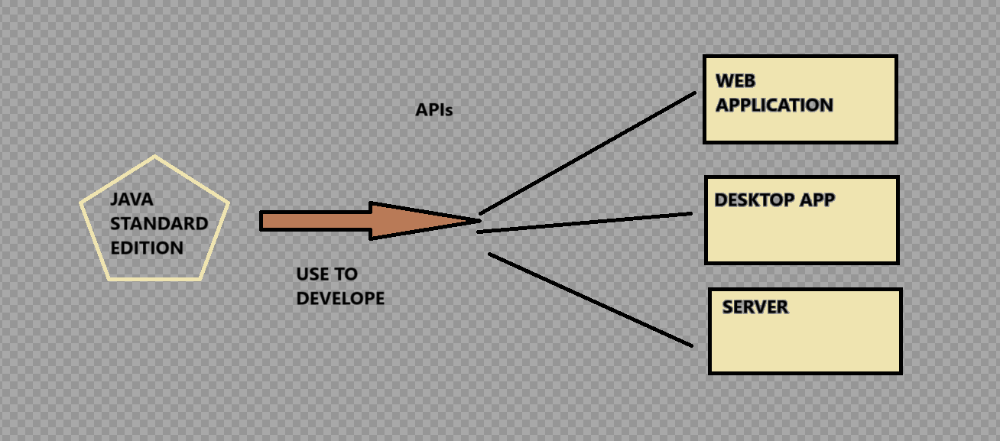 JAVA
STANDARD
EDITION
USE TO
DEVELOPE
APIs
WEB
APPLICATION
DESKTOP APP
SERVER